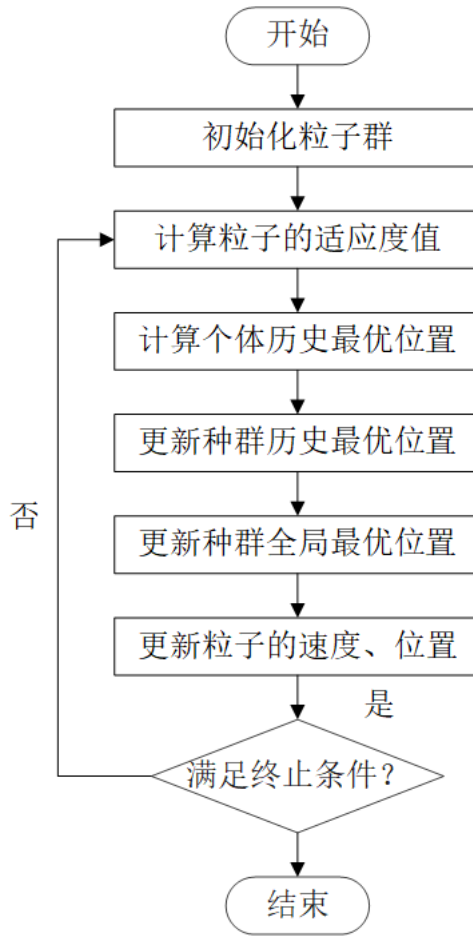 开始
初始化粒子群
计算粒子的适应度值
计算个体历史最优位置
更新种群历史最优位置
否
更新种群全局最优位置
更新粒子的速度、位置
是
满足终止条件？
结束